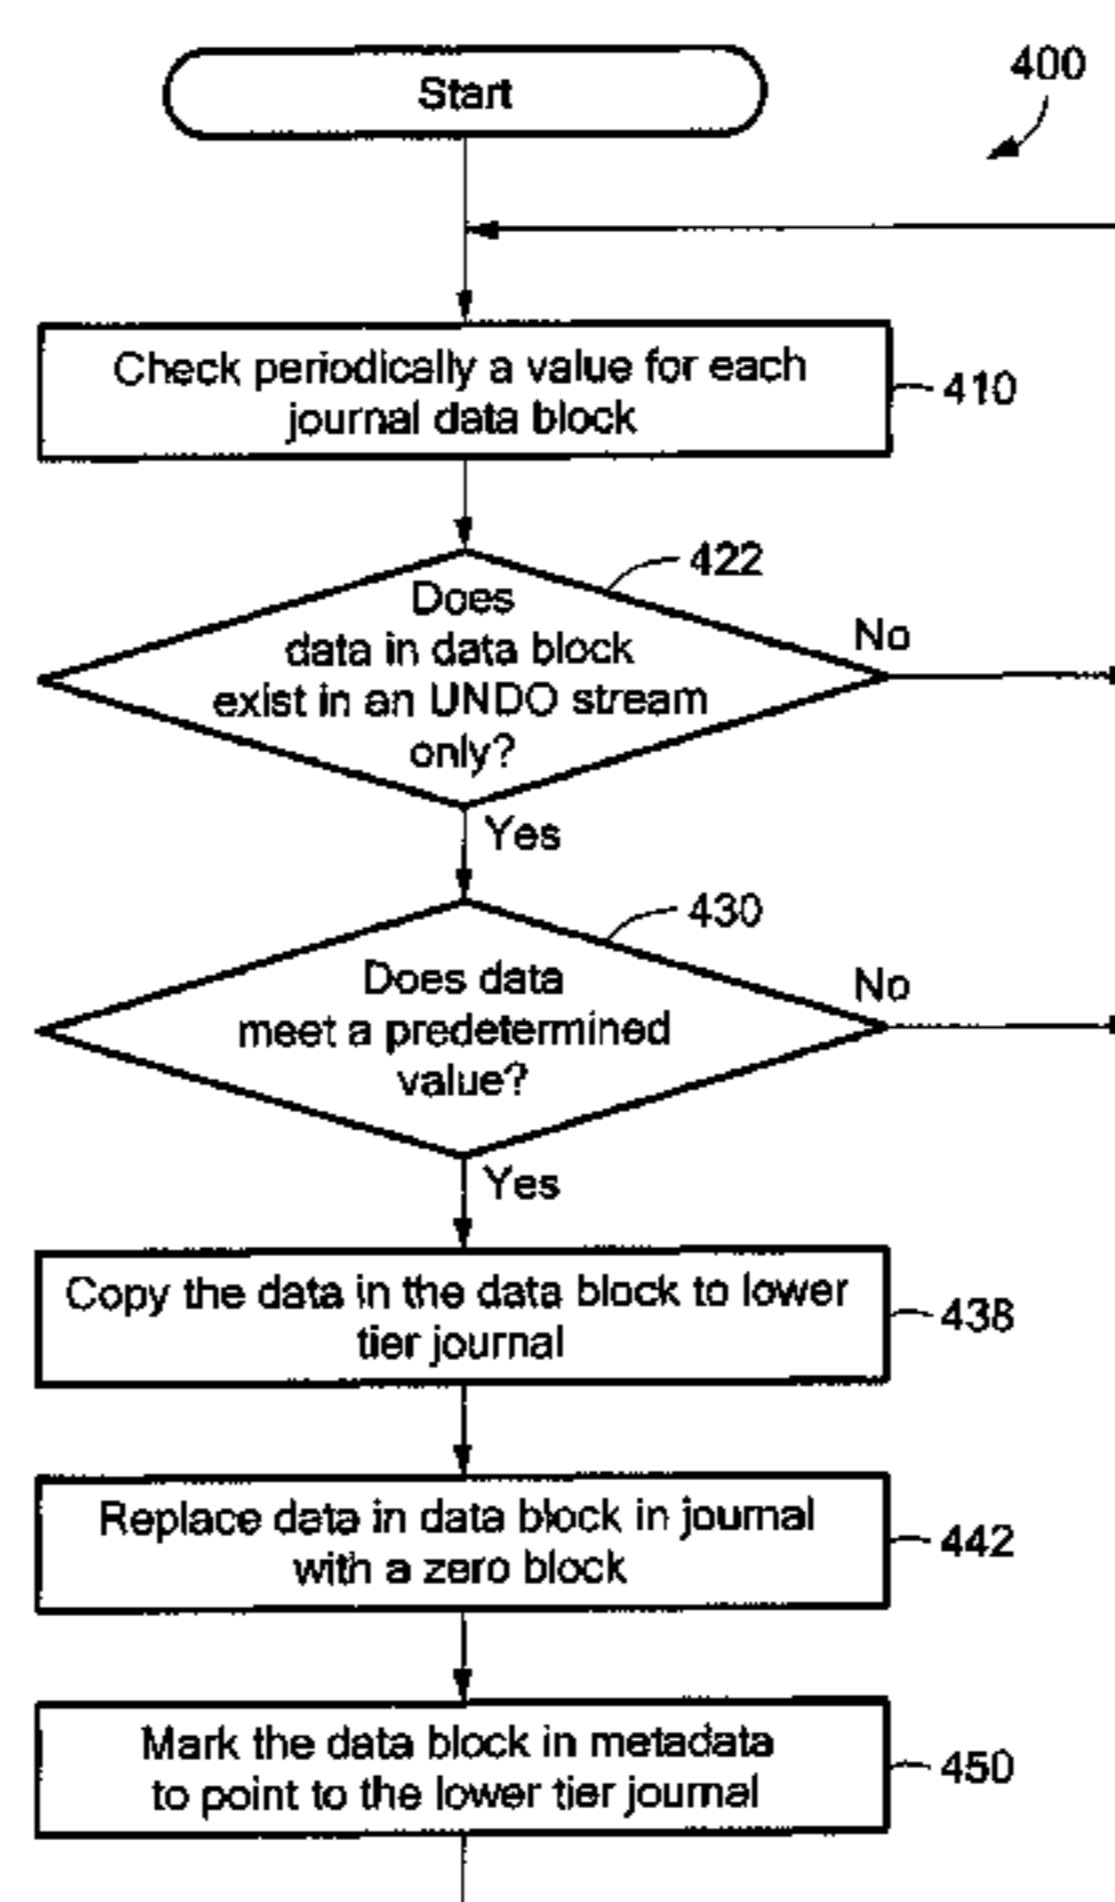 Start
400
Check periodically a value for each
journal data block
410
422
Does
data in data block
exist in an UNDO stream
only?
No
Yes
430
Does data
meet a predetermined
value?
No
Yes
Copy the data in the data block to lower
tier journal
438
Replace data in data block in journal
with a zero block
442
Mark the data block in metadata
to point to the lower tier journal
450